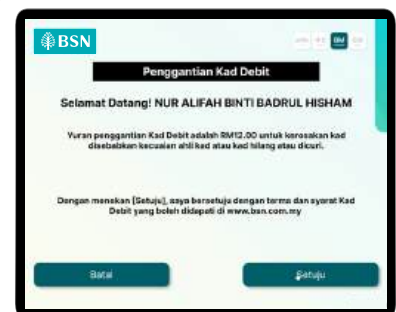 BSN
BM
Penggantian Kad Debit
Selamat Datang! NUR ALIFAH BINTI BADRUL HISHAM
Yuran penggantian Kad Debit adalah RM12.00 untuk kerosakan kad
disebabkan kecuaian ahli kad atau kad hilang atau dicuri.
Dengan menekan [Setuju], saya bersetuju dengan terma dan syarat Kad
Debit yang boleh didapati di www.bsn.com.my
Batal
Setuju